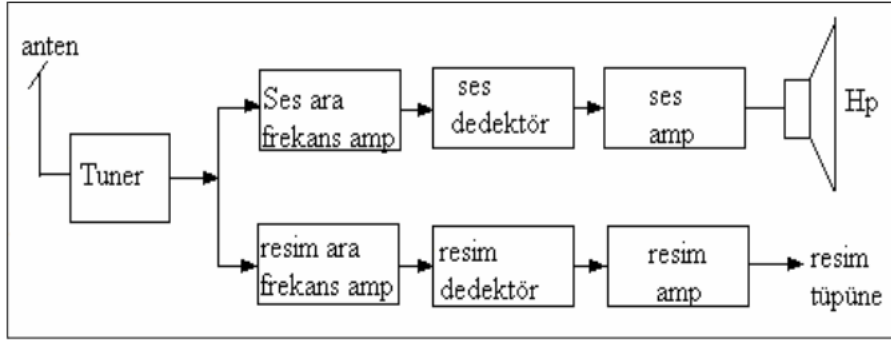 anten
Tuner
Ses ara
frekans amp
ses
dedektör
ses
amp
Hp
resim ara
frekans amp
resim
dedektör
resim
amp
resim
tüpüne